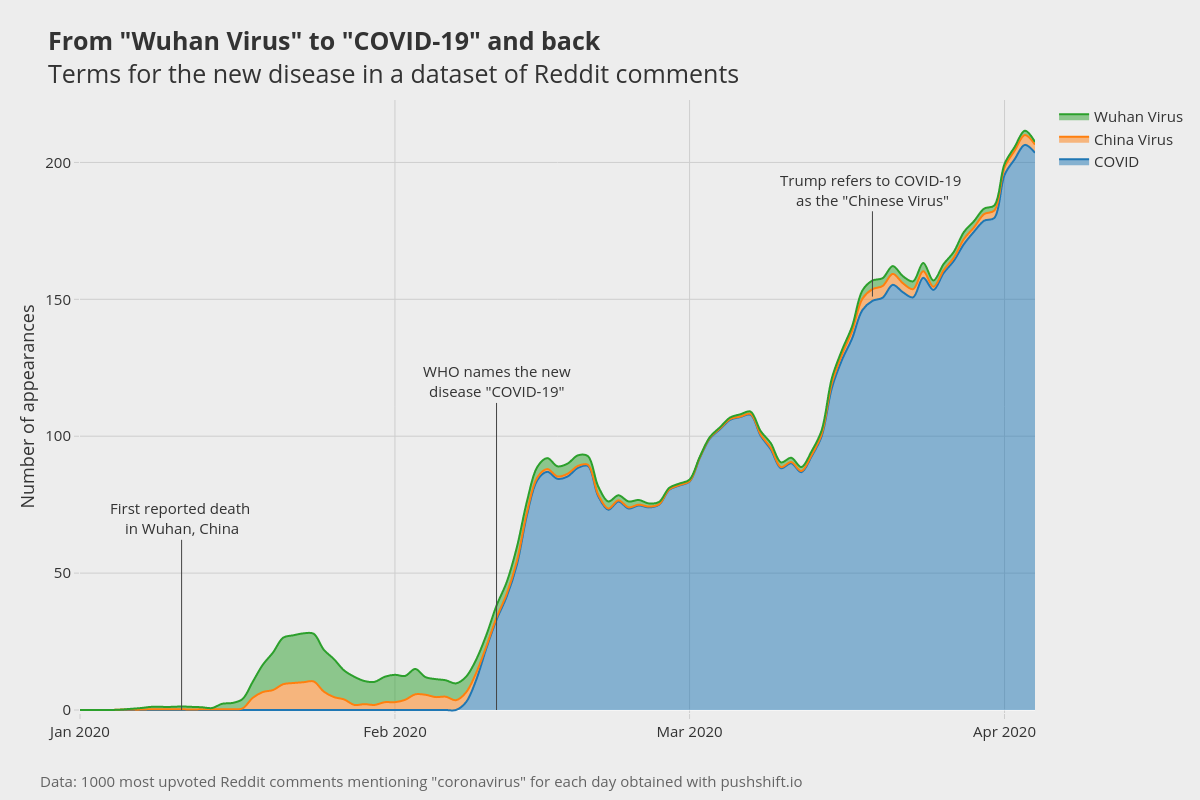 From "Wuhan Virus" to "COVID-19" and back
Terms for the new disease in a dataset of Reddit comments
Wuhan Virus
China Virus
COVID
Number of appearances
200
150
100
50
0
Trump refers to COVID-19
as the "Chinese Virus"
WHO names the new
disease "COVID-19"
First reported death
in Wuhan, China
Jan 2020
Feb 2020
Mar 2020
Apr 2020
Data: 1000 most upvoted Reddit comments mentioning "coronavirus" for each day obtained with pushshift.io